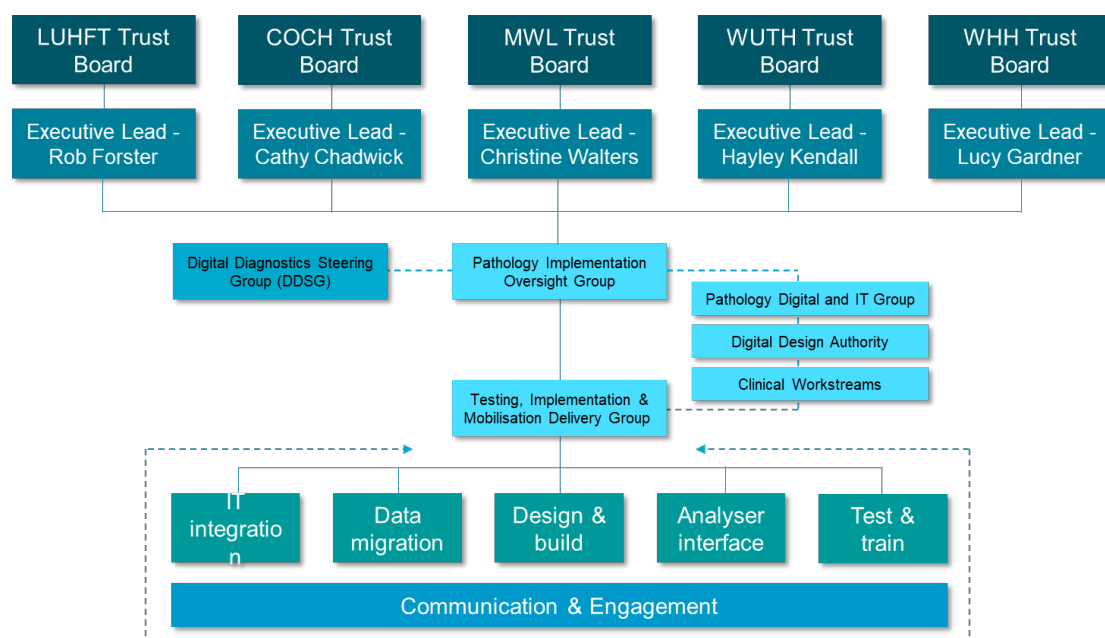 LUHFT Trust
Board
COCH Trust
Board
MWL Trust
Board
WUTH Trust
Board
WHH Trust
Board
Executive Lead -
Rob Forster
Executive Lead -
Cathy Chadwick
Executive Lead -
Christine Walters
Executive Lead -
Hayley Kendall
Executive Lead -
Lucy Gardner
Digital Diagnostics Steering
Group (DDSG)
Pathology Implementation
Oversight Group
Pathology Digital and IT Group
Digital Design Authority
Clinical Workstreams
Testing, Implementation &
Mobilisation Delivery Group
IT
integratio
n
Data
migration
Design &
build
Analyser
interface
Test &
train
Communication & Engagement